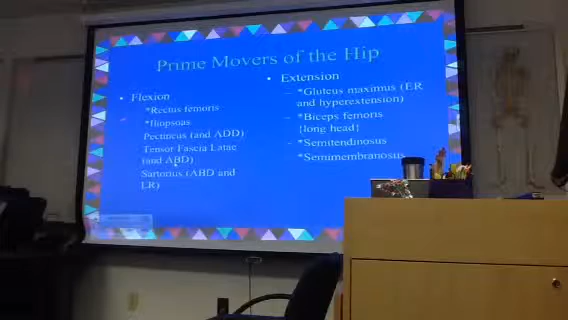 Prime Movers of the Hip
• Flexion
*Rectus femoris
*Iliopsoas
Pectineus (and ADD)
Tensor Fascia Latae
(and ABD)
Sartorius (ABD and
LR)
• Extension
– *Gluteus maximus (ER
and hyperextension)
– *Biceps femoris
{long head}
– *Semitendinosus
– *Semimembranosus